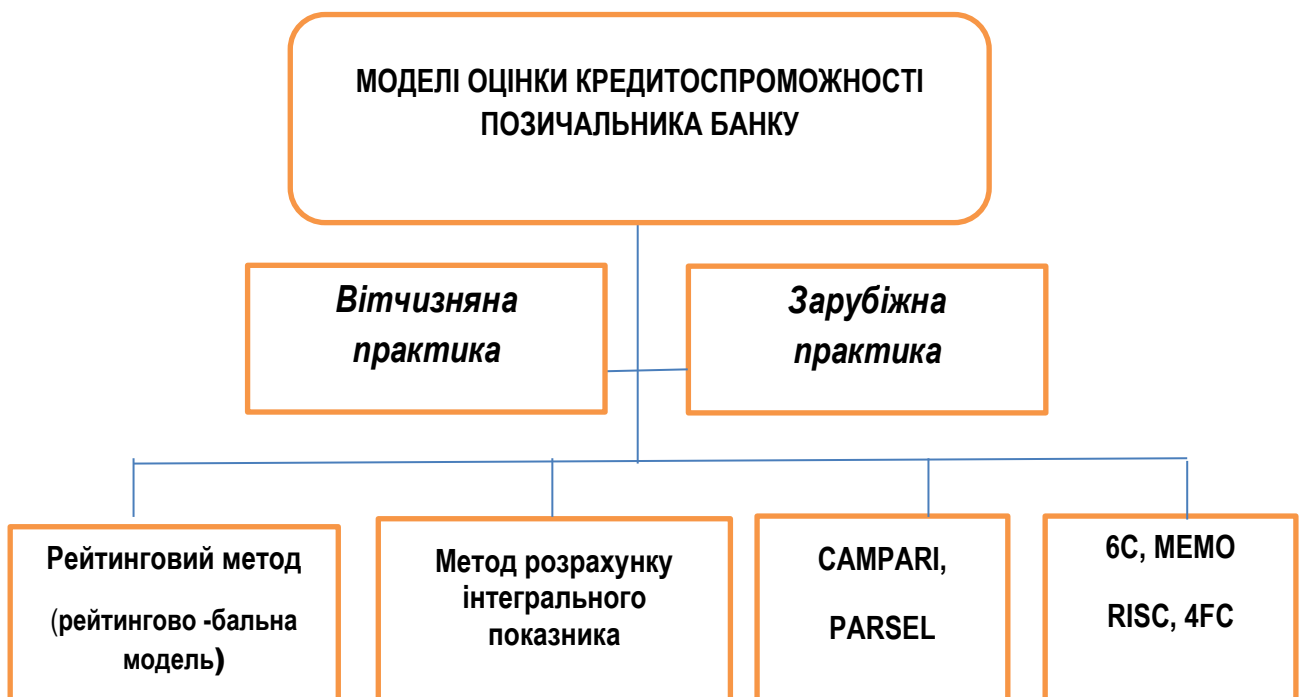 МОДЕЛІ ОЦІНКИ КРЕДИТОСПРОМОЖНОСТІ
ПОЗИЧАЛЬНИКА БАНКУ
Вітчизняна
практика
Зарубіжна
практика
Рейтинговий метод
(рейтингово -бальна
модель)
Метод розрахунку
інтегрального
показника
CAMPARI,
PARSEL
6C, MEMO
RISC, 4FC